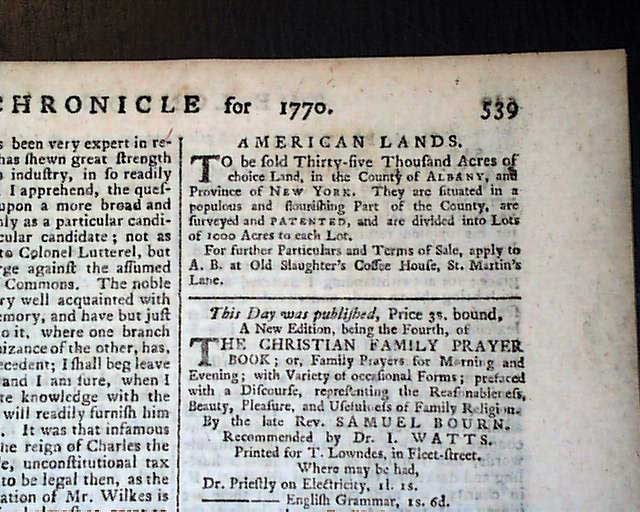 CHRONICLE for 1770.
539
s been very expert in re-
has shewn great strength
industry, in so readily
I apprehend, the ques-
upon a more broad and
nly as a particular candi-
cular candidate; not as
to Colonel Lutterel, but
rge against the assumed
Commons. The noble
ry well acquainted with
emory, and have but just
o it, where one branch
nizance of the other, has,
ecedent; I shall beg leave
and I am sure, when I
re knowledge with the
will readily furnish him
. It was that infamous
he reign of Charles the
e, unconstitutional tax
to be legal then, as the
ation of Mr. Wilkes is
AMERICAN LANDS.
TO be sold Thirty-five Thousand Acres of
choice Land, in the County of ALBANY, and
Province of NEW YORK. They are situated in a
populous and flourishing Part of the County, are
surveyed and PATENTED, and are divided into Lots
of 1000 Acres to each Lot.
For further Particulars and Terms of Sale, apply to
A. B. at Old Slaughter's Coffee House, St. Martin's
Lane.
This Day was published, Price 3s. bound,
A New Edition, being the Fourth, of
THE CHRISTIAN FAMILY PRAYER
BOOK; or, Family Prayers for Morning and
Evening; with Variety of occasional Forms; prefaced
with a Discourse, representing the Reasonableness,
Beauty, Pleasure, and Usefulness of Family Religion.
By the late Rev. SAMUEL BOURN.
Recommended by Dr. I. WATTS.
Printed for T. Lowndes, in Fleet-street.
Where may be had,
Dr. Priestly on Electricity, 1l. 1s.
——— English Grammar, 1s. 6d.